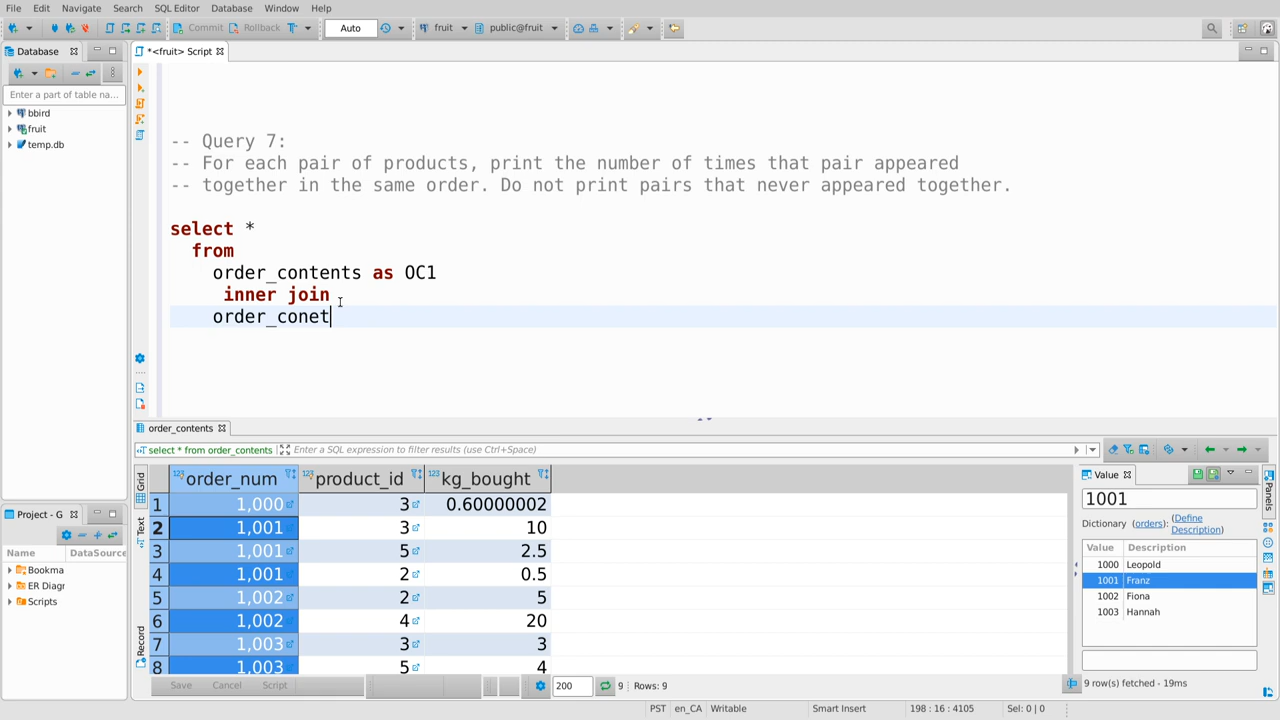 File Edit Navigate Search SQL Editor Database Window Help
Commit Rollback Auto fruit public@fruit
Database
*<fruit> Script
Enter a part of table na...
bbird
fruit
temp.db
-- Query 7:
-- For each pair of products, print the number of times that pair appeared
-- together in the same order. Do not print pairs that never appeared together.
select *
from
order_contents as OC1
inner join
order_conet
order_contents
select * from order_contents Enter a SQL expression to filter results (use Ctrl+Space)
Grid
Text
Record
order_num product_id kg_bought
1 1,000 3 0.60000002
2 1,001 3 10
3 1,001 5 2.5
4 1,001 2 0.5
5 1,002 2 5
6 1,002 4 20
7 1,003 3 3
8 1,003 5 4
Value
1001
Dictionary (orders): (Define
Description)
Value Description
1000 Leopold
1001 Franz
1002 Fiona
1003 Hannah
Panels
Project - G
Name DataSource
Bookma
ER Diagr
Scripts
Save Cancel Script 200 9 Rows: 9
9 row(s) fetched - 19ms
PST en_CA Writable Smart Insert 198 : 16 : 4105 Sel: 0 | 0